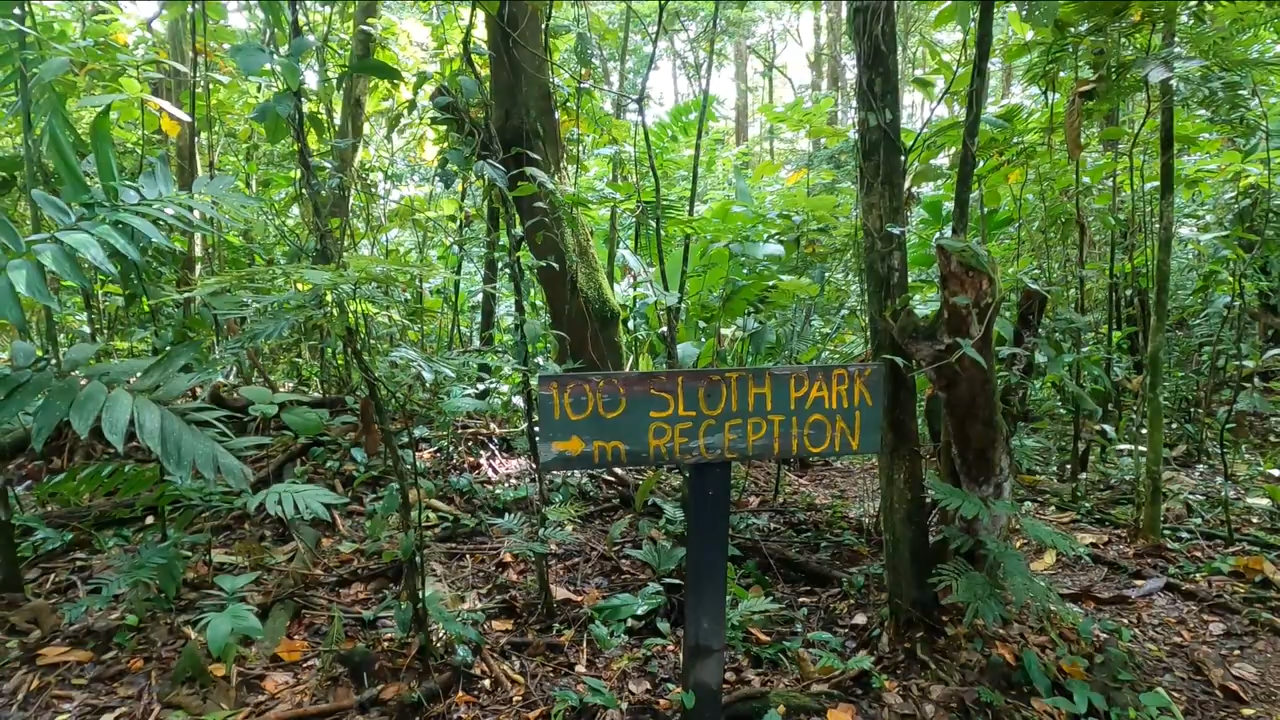 100 SLOTH PARK
→ m RECEPTION